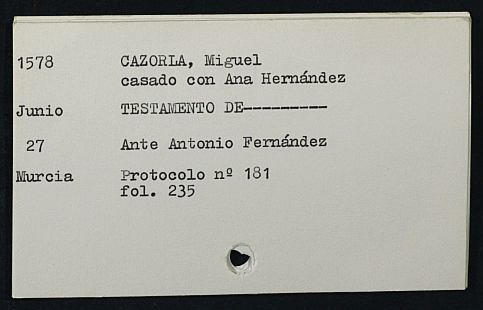 1578 CAZORLA, Miguel
casado con Ana Hernández
Junio TESTAMENTO DE---------
27 Ante Antonio Fernández
Murcia Protocolo nº 181
fol. 235